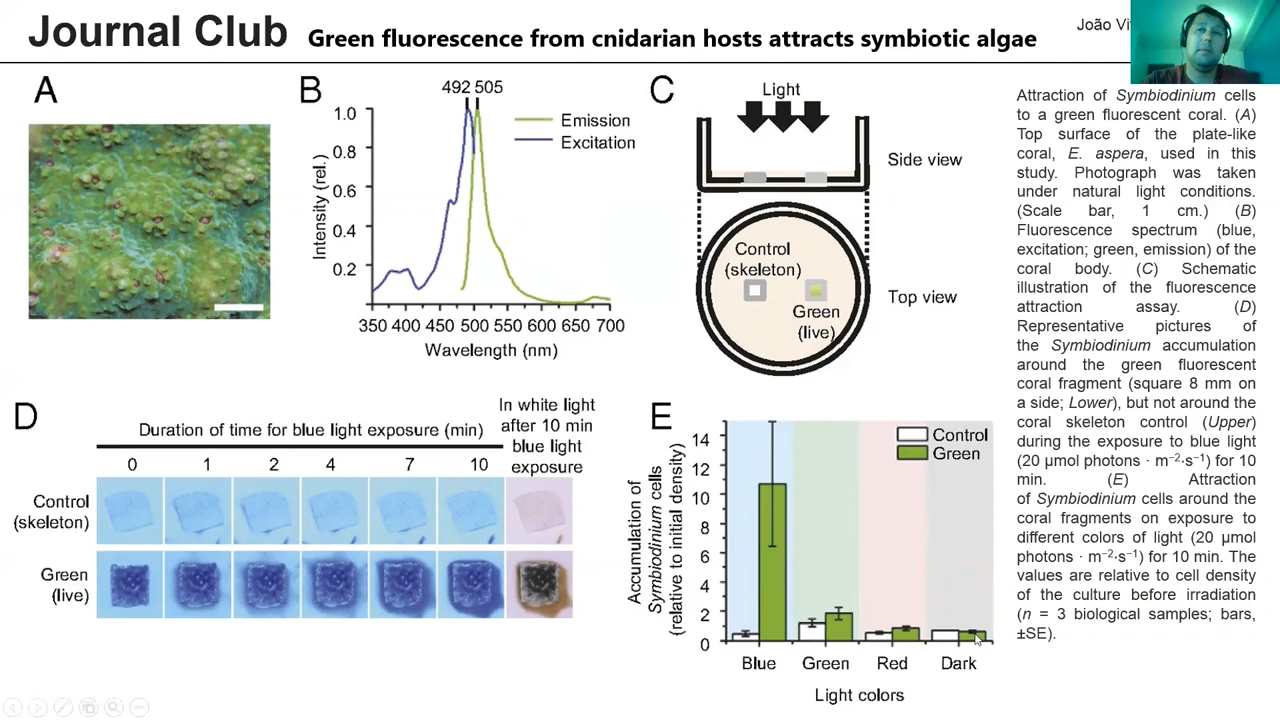 Journal Club
Green fluorescence from cnidarian hosts attracts symbiotic algae
João
A
B
492 505
1.0
0.8
0.6
0.4
0.2
Intensity (rel.)
Emission
Excitation
350 400 450 500 550 600 650 700
Wavelength (nm)
C
Light
Side view
Control
(skeleton)
Green
(live)
Top view
D
Duration of time for blue light exposure (min)
In white light
after 10 min
blue light
exposure
0 1 2 4 7 10
Control
(skeleton)
Green
(live)
E
Accumulation of
Symbiodinium cells
(relative to initial density)
14
12
10
8
6
4
2
0
Control
Green
Blue Green Red Dark
Light colors
Attraction of Symbiodinium cells
to a green fluorescent coral. (A)
Top surface of the plate-like
coral, E. aspera, used in this
study. Photograph was taken
under natural light conditions.
(Scale bar, 1 cm.) (B)
Fluorescence spectrum (blue,
excitation; green, emission) of the
coral body. (C) Schematic
illustration of the fluorescence
attraction assay. (D)
Representative pictures of
the Symbiodinium accumulation
around the green fluorescent
coral fragment (square 8 mm on
a side; Lower), but not around the
coral skeleton control (Upper)
during the exposure to blue light
(20 μmol photons · m−2·s−1) for 10
min. (E) Attraction
of Symbiodinium cells around the
coral fragments on exposure to
different colors of light (20 μmol
photons · m−2·s−1) for 10 min. The
values are relative to cell density
of the culture before irradiation
(n = 3 biological samples; bars,
±SE).